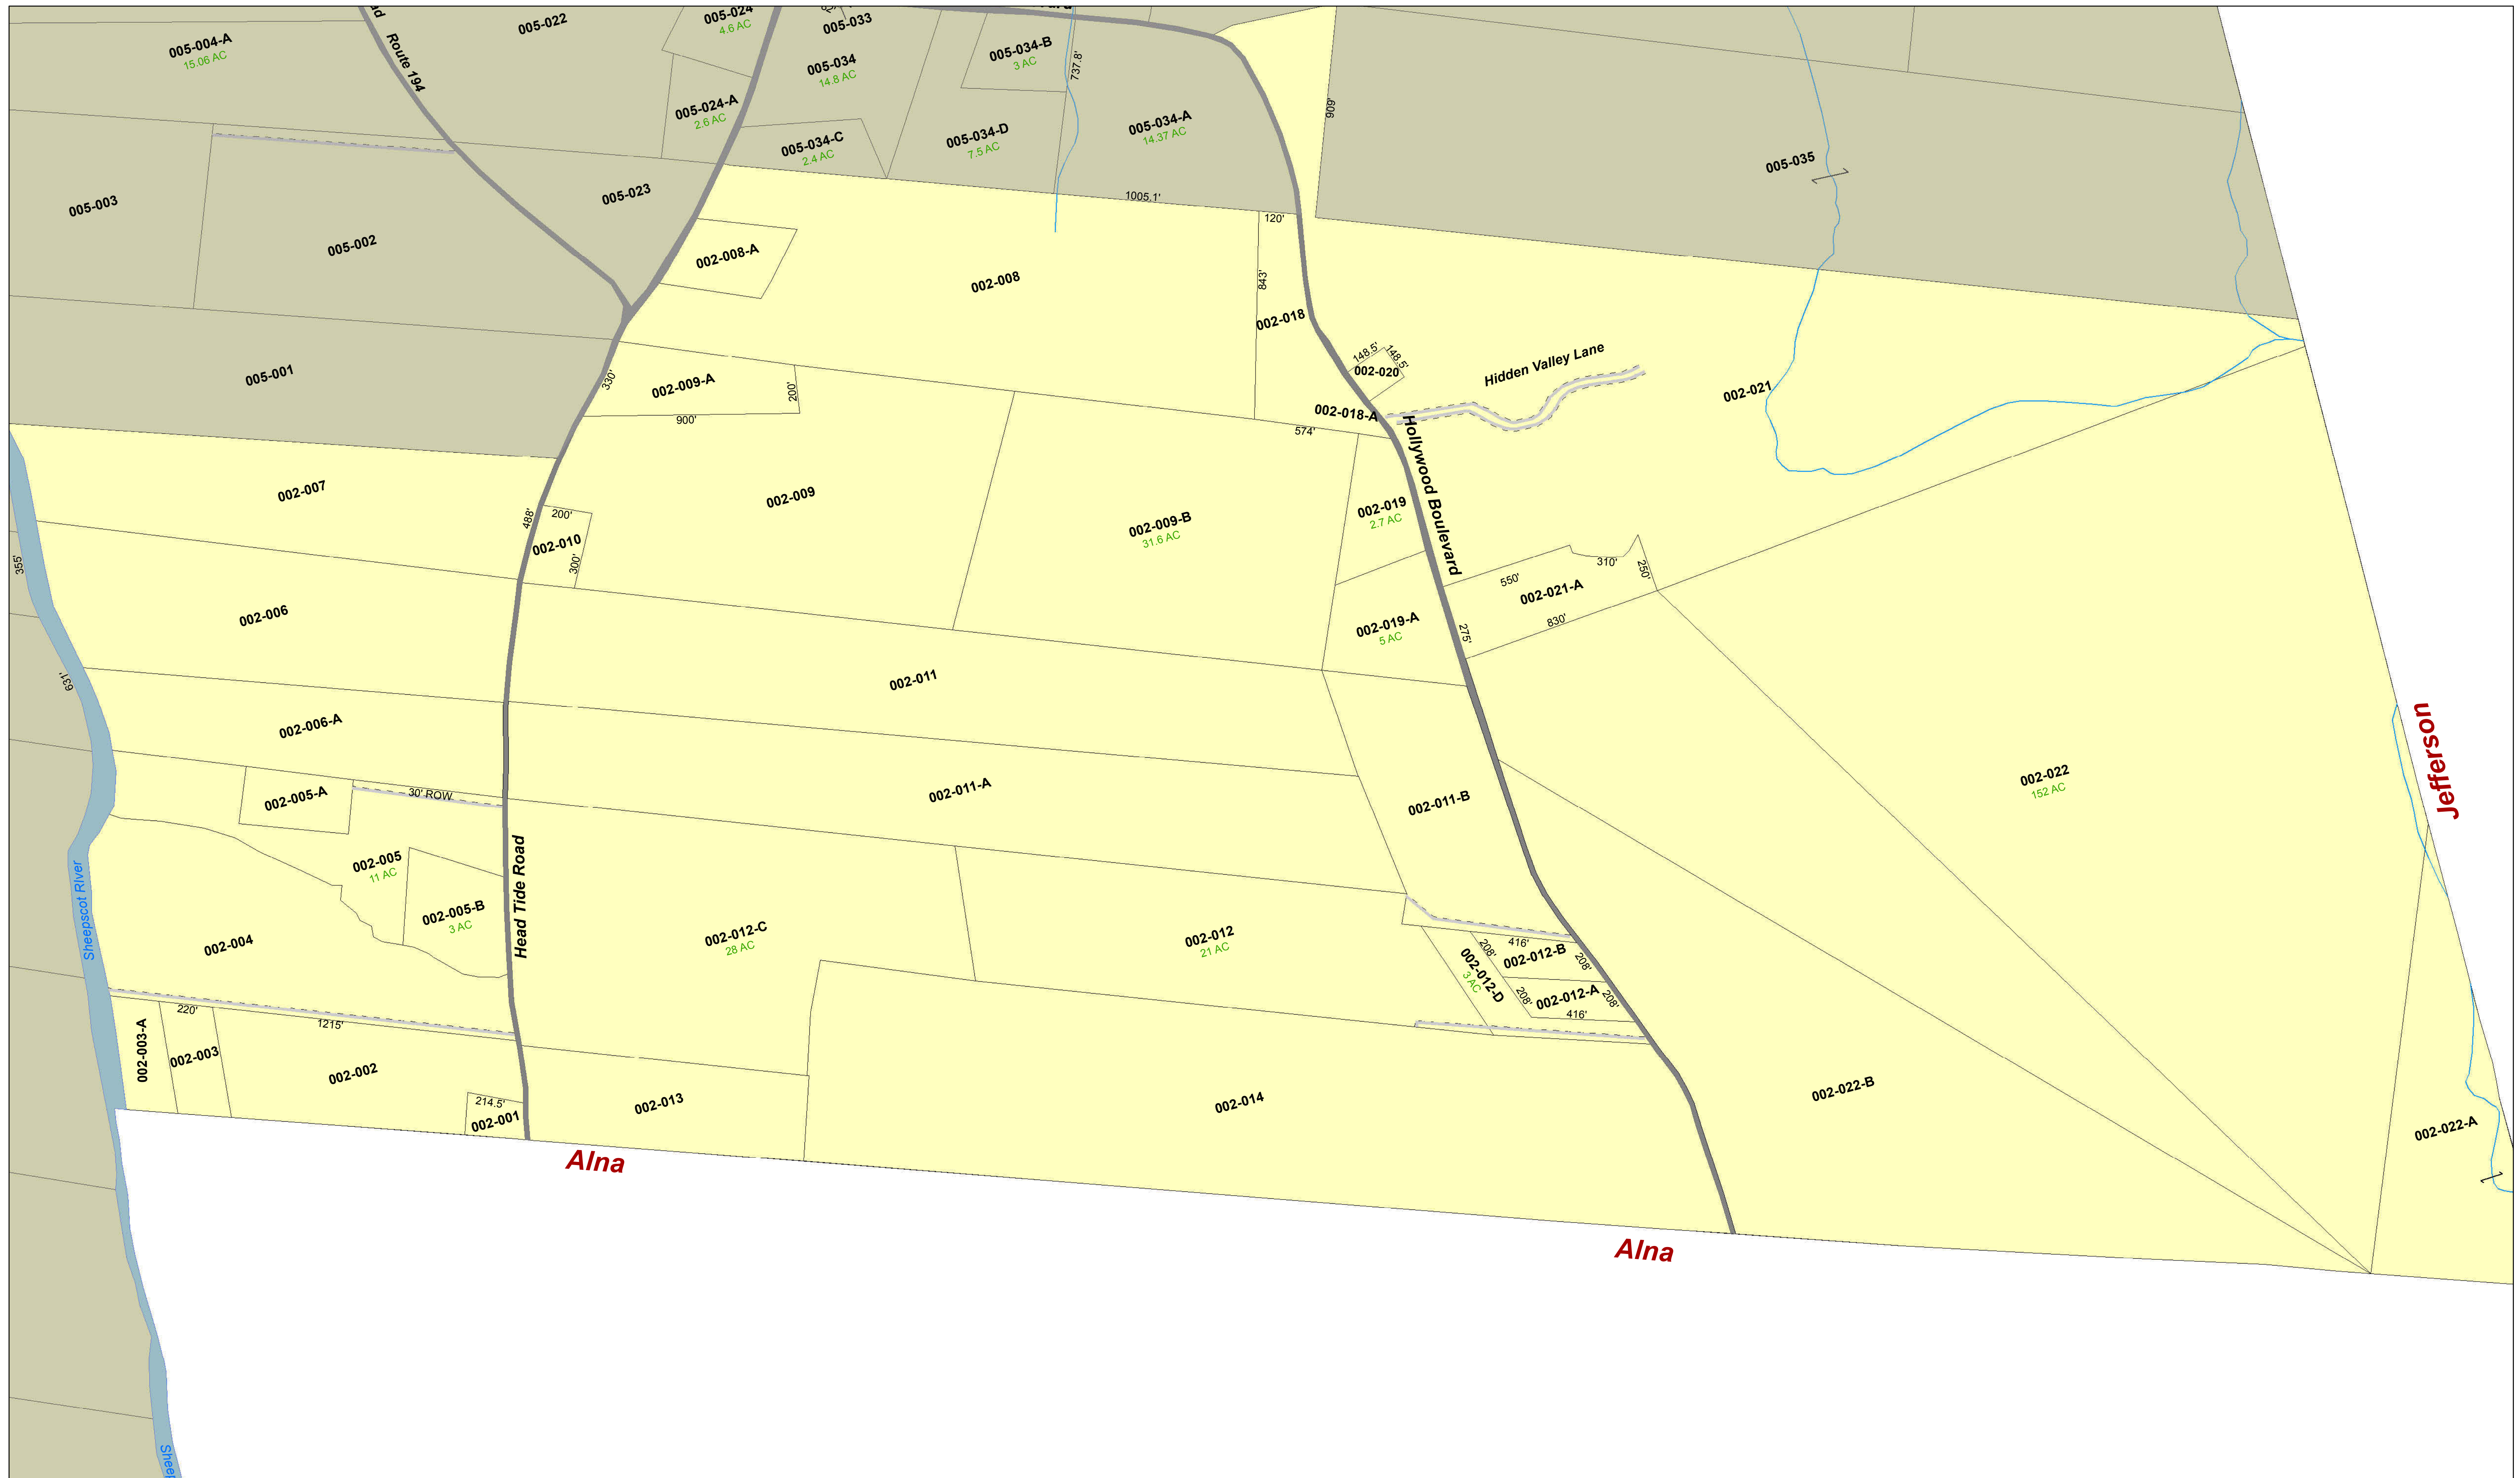 005-004-A
15.06 AC
Route 194
005-022
005-024
4.6 AC
005-033
005-034
14.8 AC
005-034-B
3 AC
737.8'
005-024-A
2.6 AC
005-034-C
2.4 AC
005-034-D
7.5 AC
005-034-A
14.37 AC
909'
005-035
005-003
005-002
005-023
1005.1'
120'
002-008-A
002-008
843'
002-018
148.5'
148.5'
002-020
Hidden Valley Lane
002-021
005-001
330'
002-009-A
200'
900'
002-018-A
574'
Hollywood Boulevard
002-007
488'
200'
002-010
300'
002-009
002-009-B
31.6 AC
002-019
2.7 AC
355'
550'
310'
250'
002-021-A
830'
002-006
002-019-A
5 AC
275'
631'
002-011
002-006-A
002-022
152 AC
Jefferson
002-005-A
30' ROW
002-011-A
002-011-B
002-005
11 AC
002-005-B
3 AC
Head Tide Road
Sheepscot River
002-004
002-012-C
28 AC
002-012
21 AC
416'
208'
002-012-B
208'
002-012-D
3 AC
208'
002-012-A
208'
416'
220'
1215'
002-003-A
002-003
002-002
214.5'
002-001
002-013
002-014
002-022-B
002-022-A
Alna
Alna
Sheep